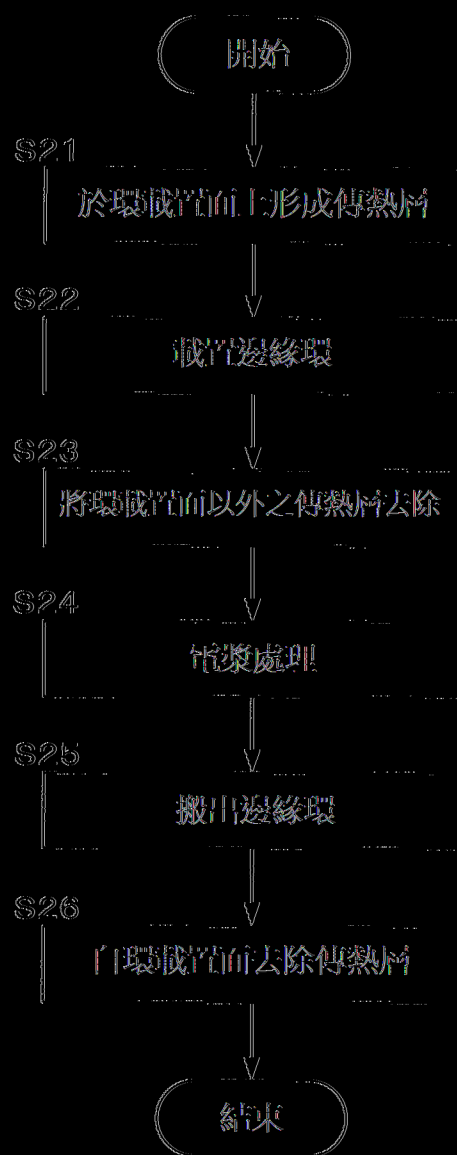 開始
S21
於環載置面上形成傳熱層
S22
載置邊緣環
S23
將環載置面以外之傳熱層去除
S24
電漿處理
S25
搬出邊緣環
S26
自環載置面去除傳熱層
結束